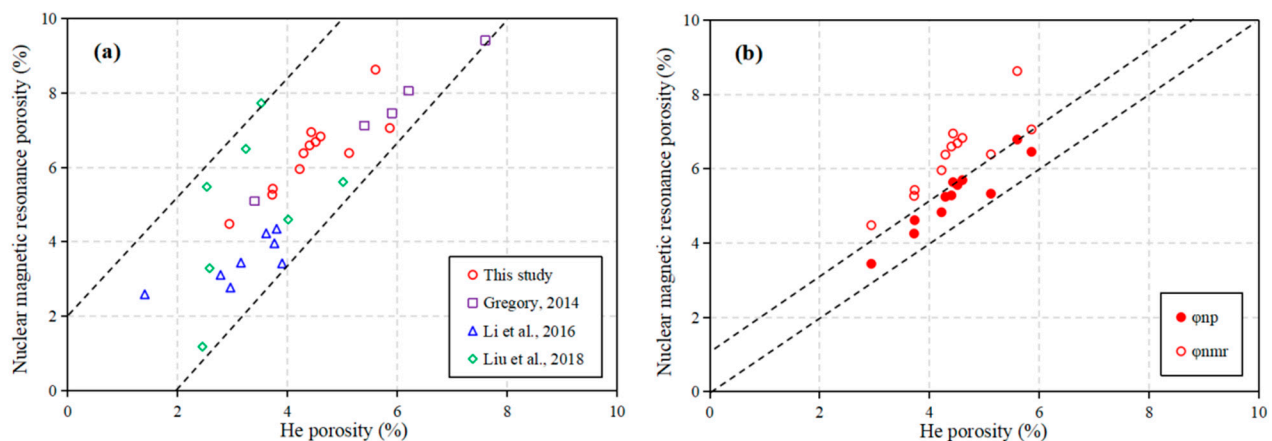 (a)
Nuclear magnetic resonance porosity (%)
10
8
6
4
2
0
0 2 4 6 8 10
He porosity (%)
This study
Gregory, 2014
Li et al., 2016
Liu et al., 2018
(b)
Nuclear magnetic resonance porosity (%)
10
8
6
4
2
0
0 2 4 6 8 10
He porosity (%)
φnp
φnmr